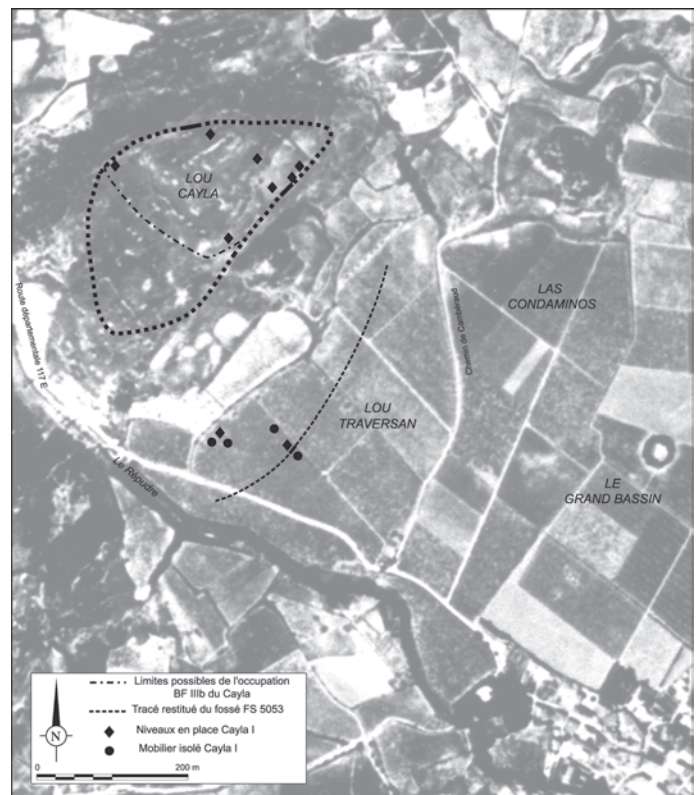 LOU
CAYLA
Route départementale 117 E
LAS
CONDAMINOS
LOU
TRAVERSAN
Le Répudre
LE
GRAND BASSIN
Limites possibles de l'occupation
BF IIIb du Cayla
Tracé restitué du fossé FS 5053
N
Niveaux en place Cayla I
Mobilier isolé Cayla I
0
200 m
Chemin de